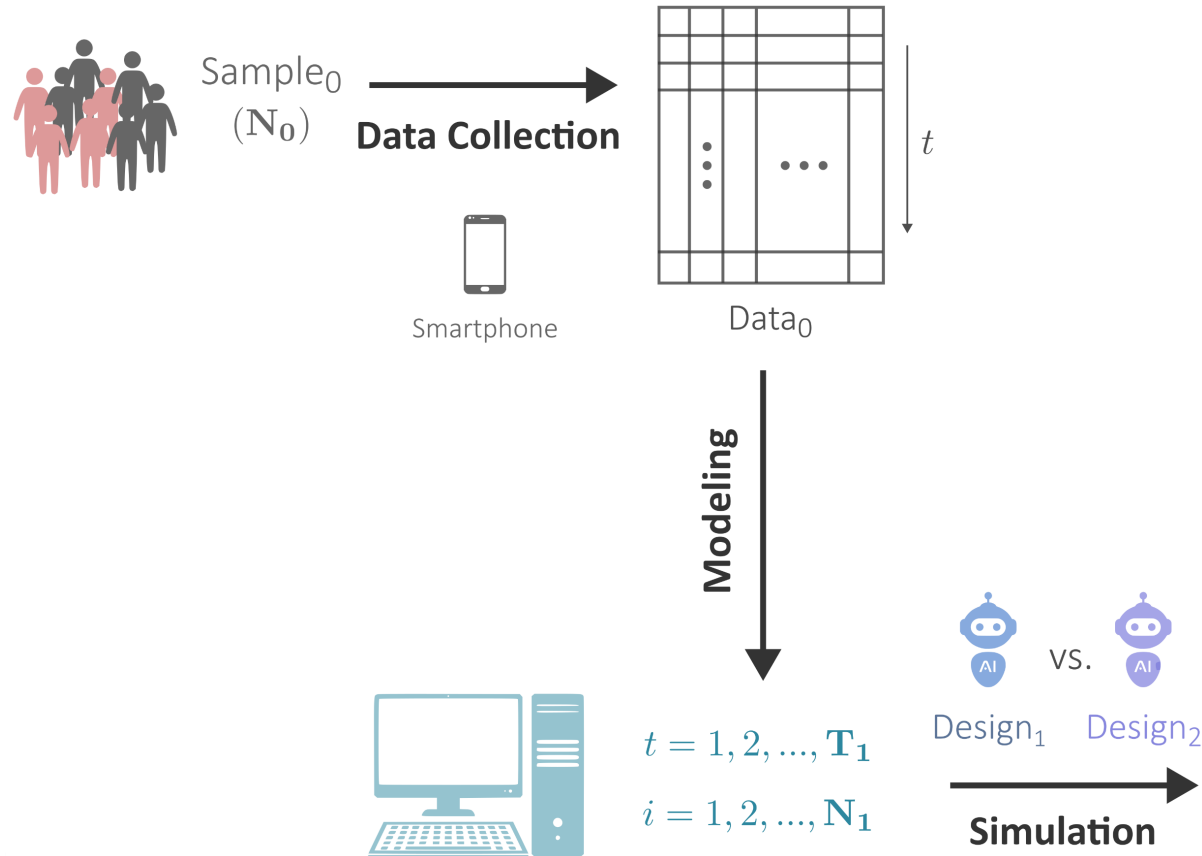 Sample₀
(N₀)
Data Collection
t
Smartphone
Data₀
Modeling
AI
vs.
AI
Design₁
Design₂
t = 1, 2, ..., T₁
i = 1, 2, ..., N₁
Simulation